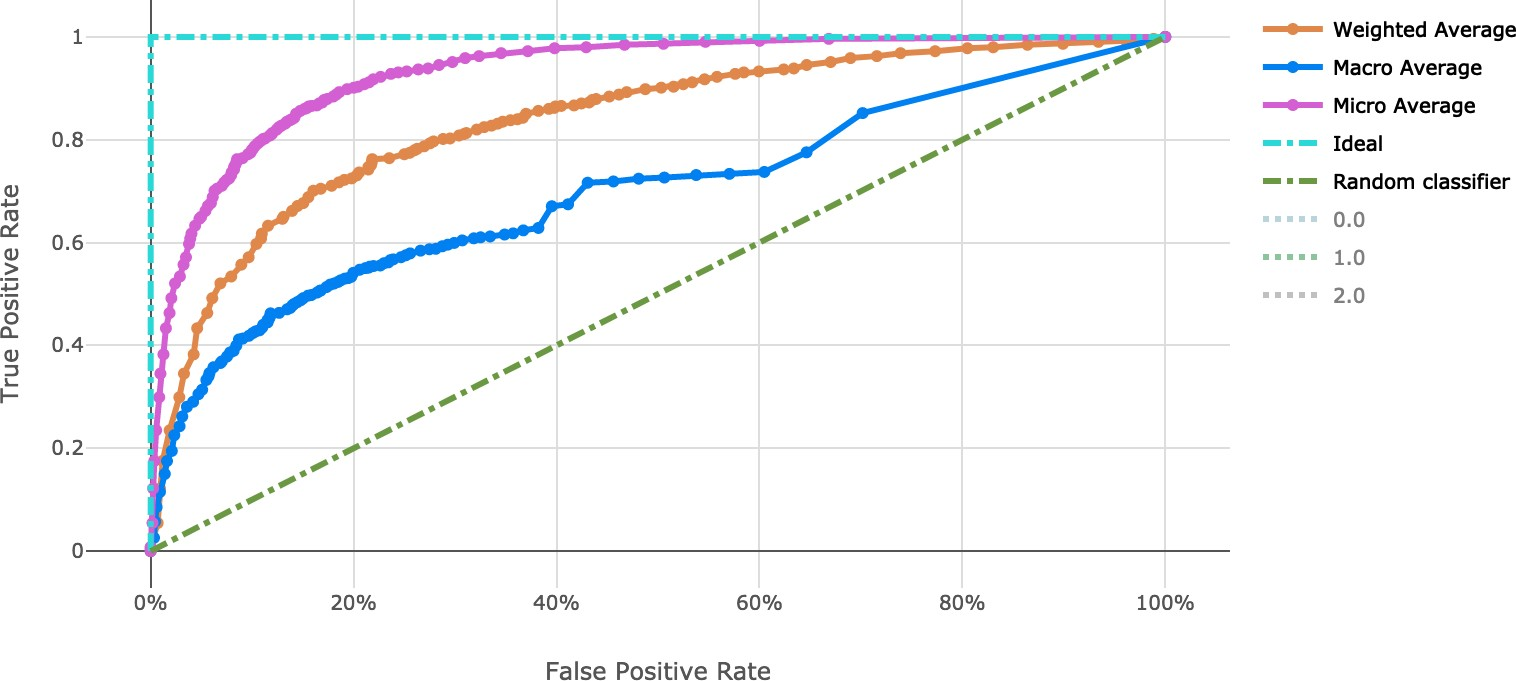 1
0.8
0.6
0.4
0.2
0
0% 20% 40% 60% 80% 100%
True Positive Rate
False Positive Rate
Weighted Average
Macro Average
Micro Average
Ideal
Random classifier
0.0
1.0
2.0